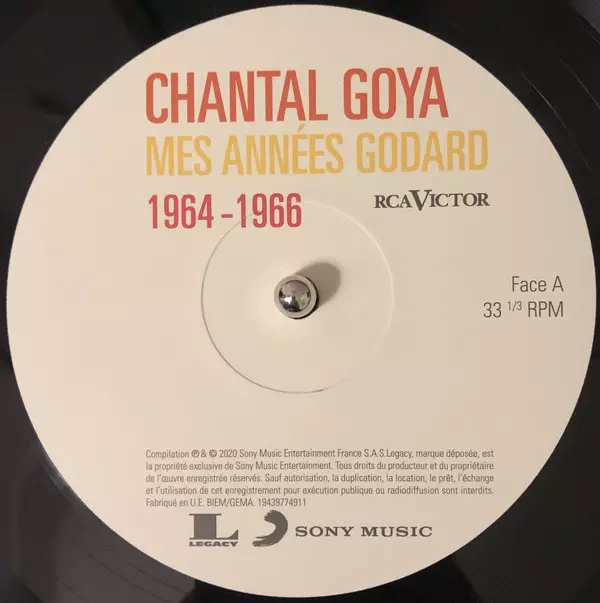 CHANTAL GOYA
MES ANNÉES GODARD
1964-1966
RCAVICTOR
Face A
33 1/3 RPM
Compilation ℗ & © 2020 Sony Music Entertainment France S.A.S.Legacy, marque déposée, est
la propriété exclusive de Sony Music Entertainment. Tous droits du producteur et du propriétaire
de l'œuvre enregistrée réservés. Sauf autorisation, la duplication, la location, le prêt, l'échange
et l'utilisation de cet enregistrement pour exécution publique ou radiodiffusion sont interdits.
Fabriqué en U.E. BIEM/GEMA. 19439774911
L
LEGACY
SONY MUSIC